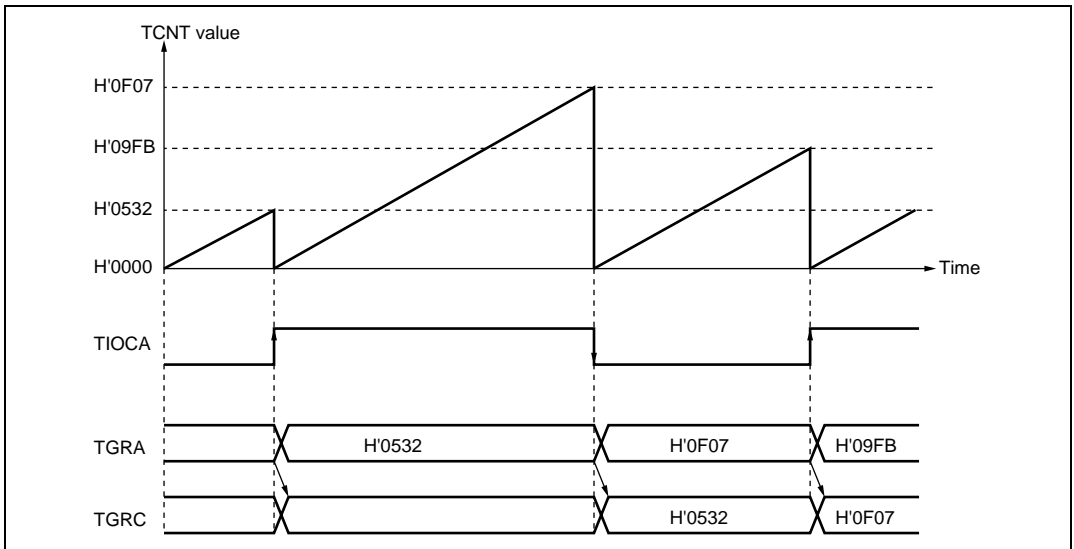 TCNT value
H'0F07
H'09FB
H'0532
H'0000
Time
TIOCA
TGRA H'0532 H'0F07 H'09FB
TGRC H'0532 H'0F07